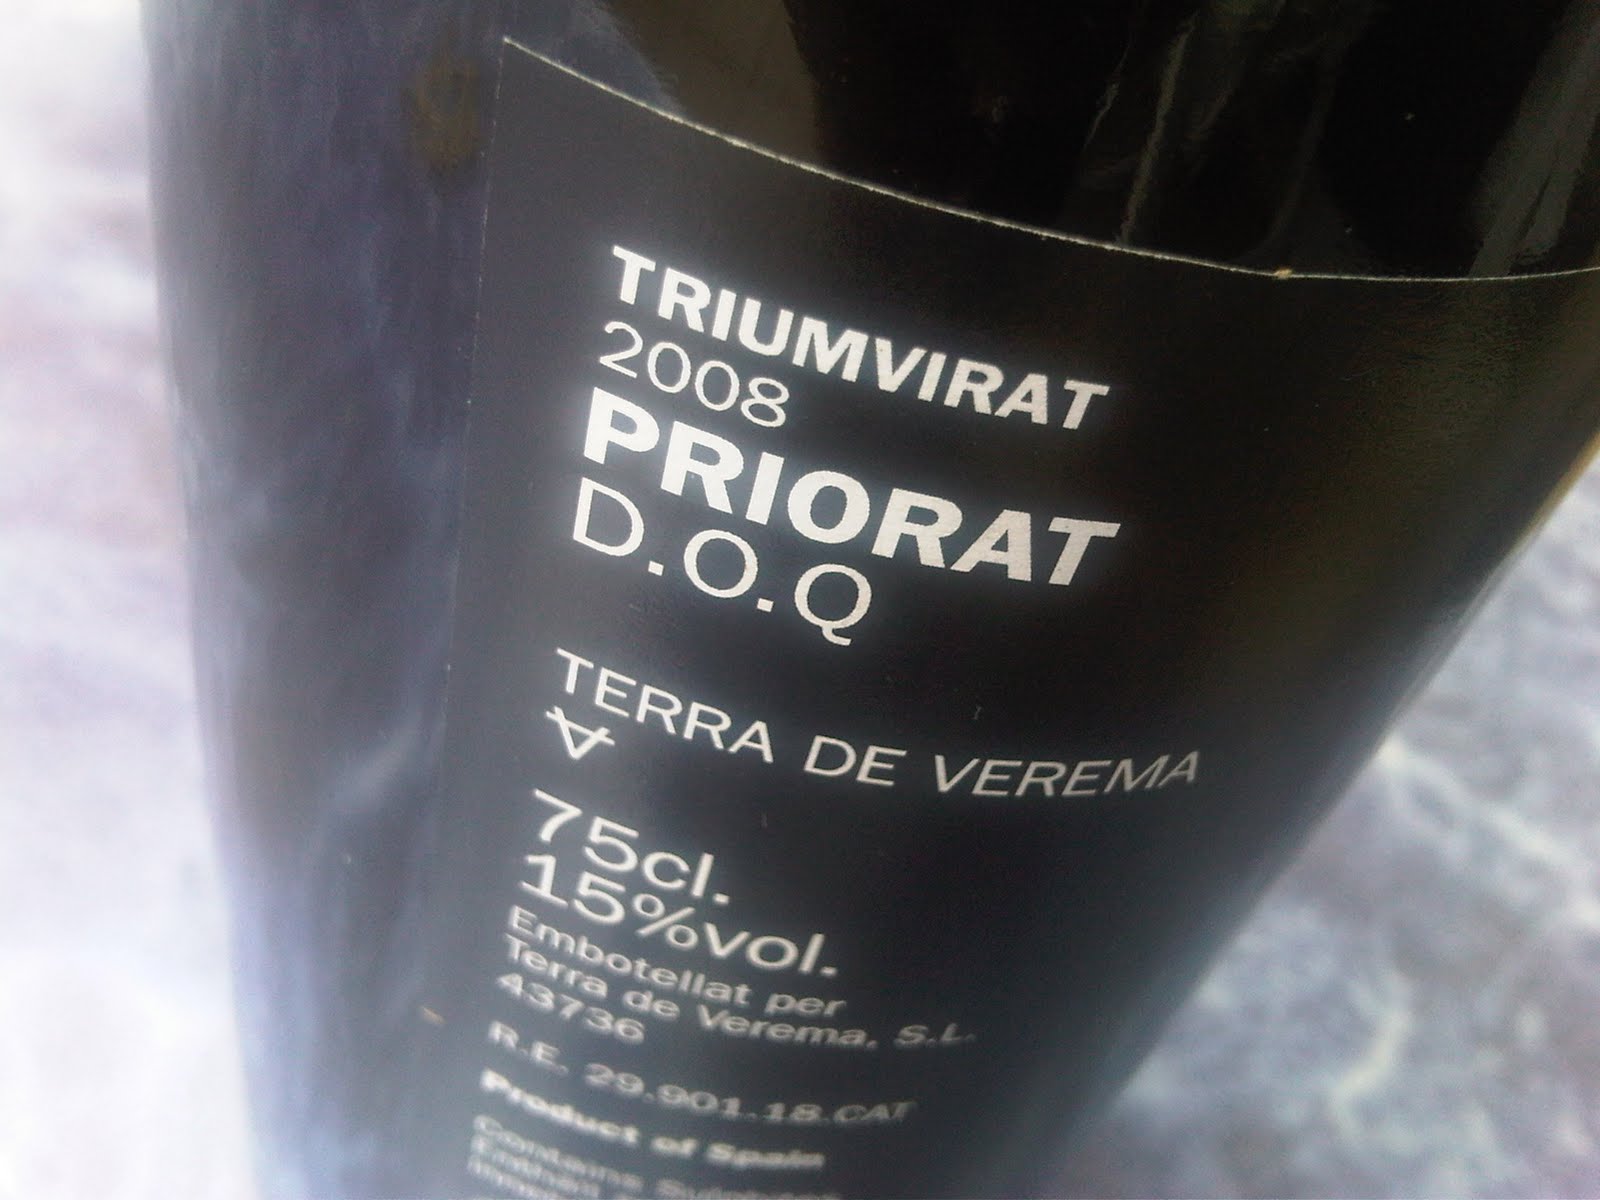 TRIUMVIRAT
2008
PRIORAT
D.O.Q
TERRA DE VEREMA
∀
75cl.
15%vol.
Embotellat per
Terra de Verema, S.L.
43736
R.E. 29.901.18.CAT
Product of Spain
Contains